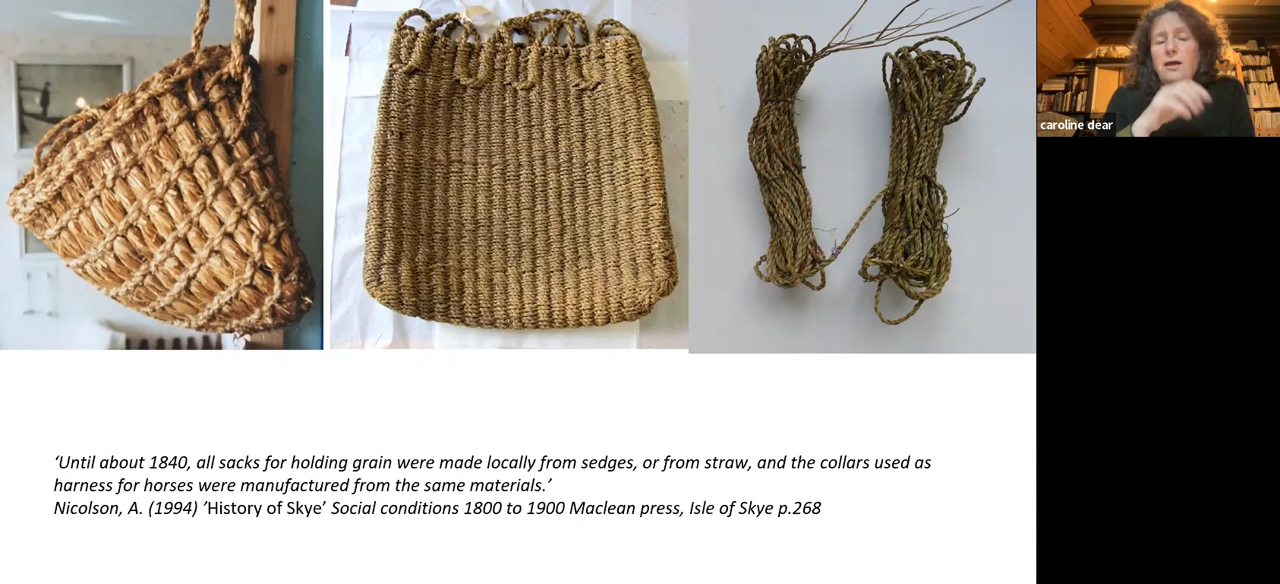 caroline dear
‘Until about 1840, all sacks for holding grain were made locally from sedges, or from straw, and the collars used as
harness for horses were manufactured from the same materials.’
Nicolson, A. (1994) ’History of Skye’ Social conditions 1800 to 1900 Maclean press, Isle of Skye p.268